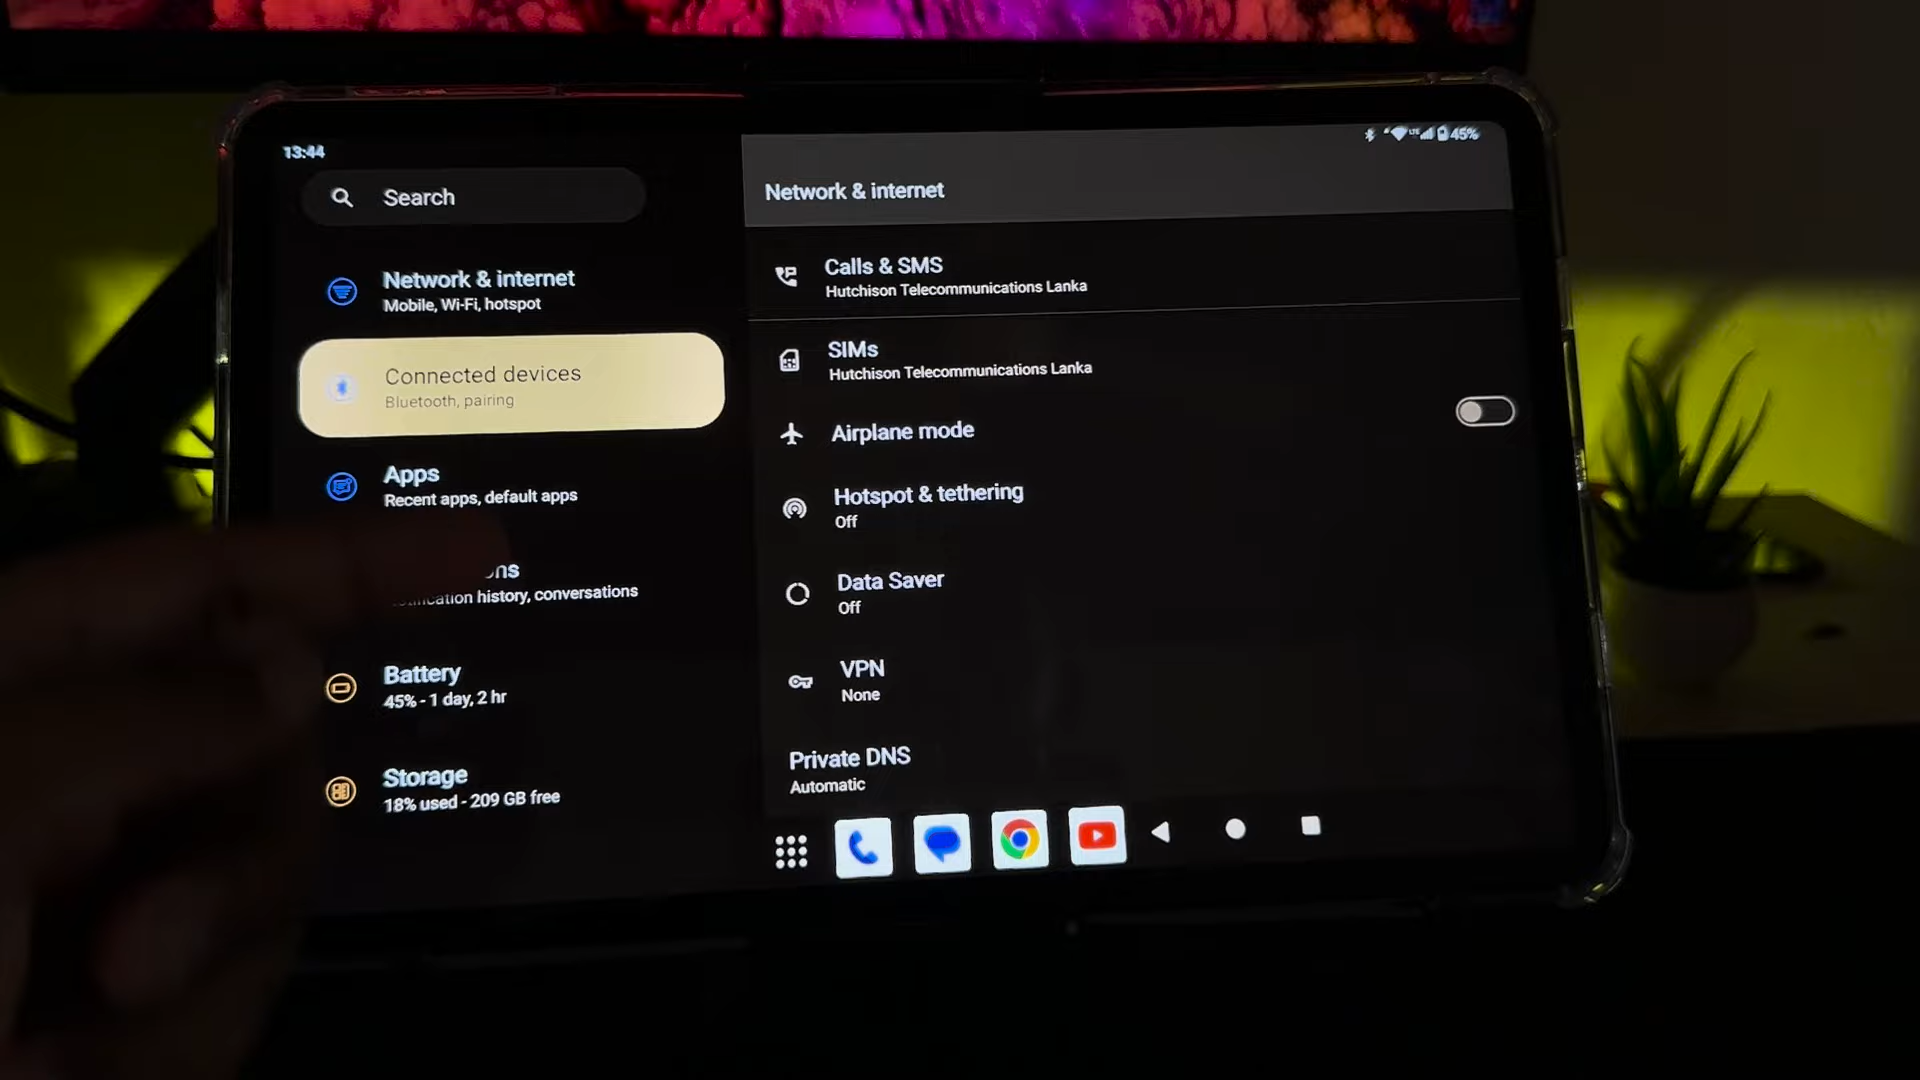 13:44
LTE 45%
Search
Network & internet
Mobile, Wi-Fi, hotspot
Connected devices
Bluetooth, pairing
Apps
Recent apps, default apps
history, conversations
Battery
45% - 1 day, 2 hr
Storage
18% used - 209 GB free
Network & internet
Calls & SMS
Hutchison Telecommunications Lanka
SIMs
Hutchison Telecommunications Lanka
Airplane mode
Hotspot & tethering
Off
Data Saver
Off
VPN
None
Private DNS
Automatic